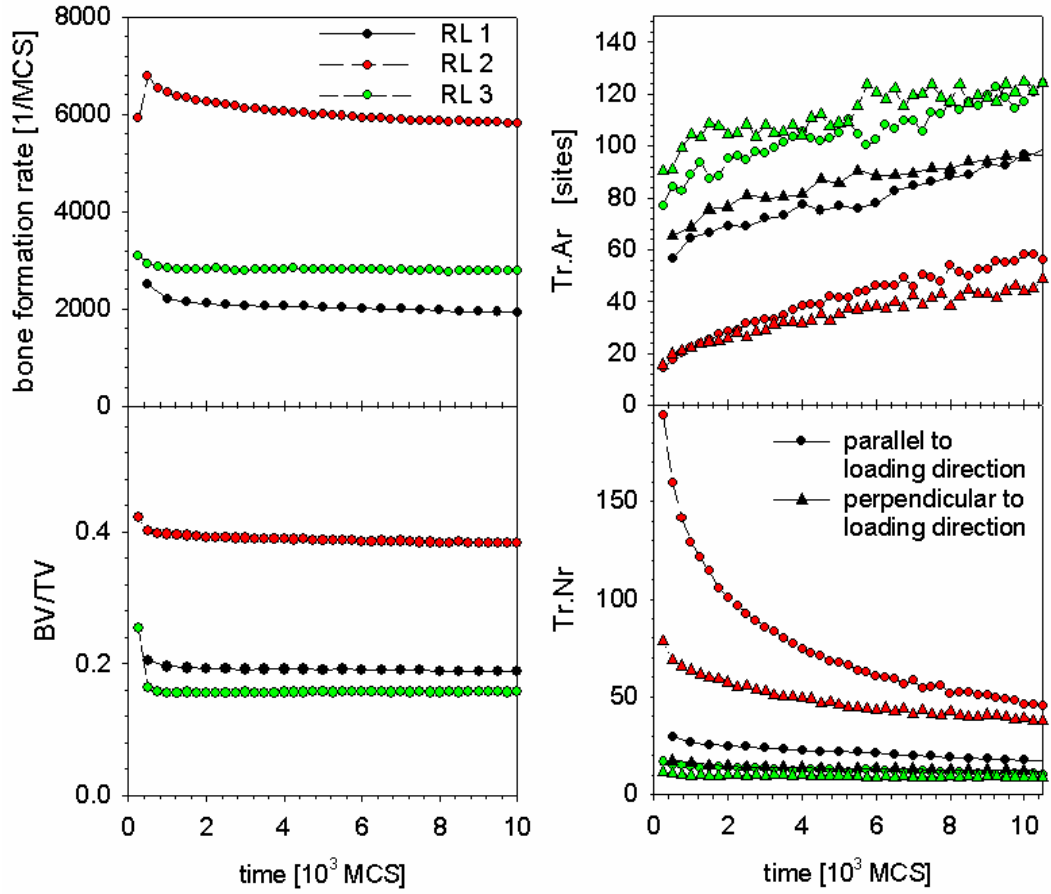 8000
6000
4000
2000
0
bone formation rate [1/MCS]
RL 1
RL 2
RL 3
140
120
100
80
60
40
20
0
Tr.Ar [sites]
0.4
0.2
0.0
BV/TV
0 2 4 6 8 10
time [10³ MCS]
150
100
50
0
Tr.Nr
parallel to
loading direction
perpendicular to
loading direction
0 2 4 6 8 10
time [10³ MCS]